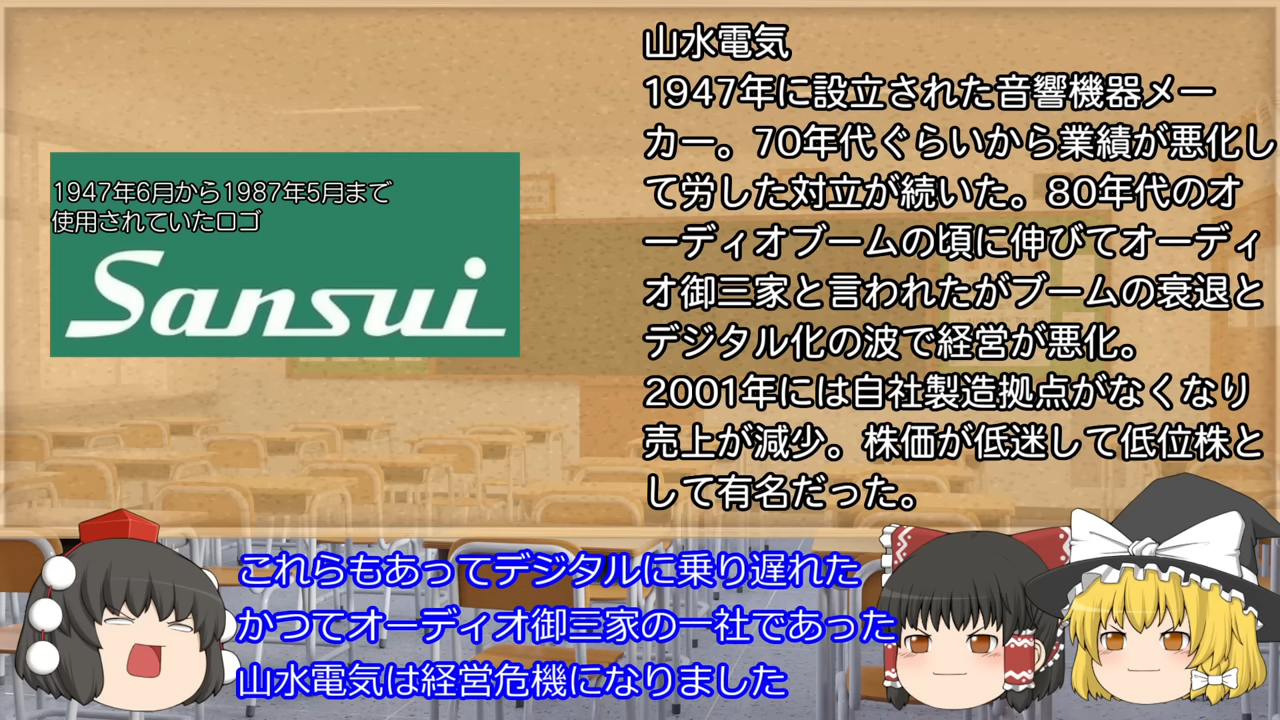 山水電気
1947年に設立された音響機器メー
カー。70年代ぐらいから業績が悪化し
て労した対立が続いた。80年代のオ
ーディオブームの頃に伸びてオーディ
オ御三家と言われたがブームの衰退と
デジタル化の波で経営が悪化。
2001年には自社製造拠点がなくなり
売上が減少。株価が低迷して低位株と
して有名だった。
1947年6月から1987年5月まで
使用されていたロゴ
Sansui
これらもあってデジタルに乗り遅れた
かつてオーディオ御三家の一社であった
山水電気は経営危機になりました